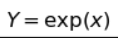 Y = exp(x)